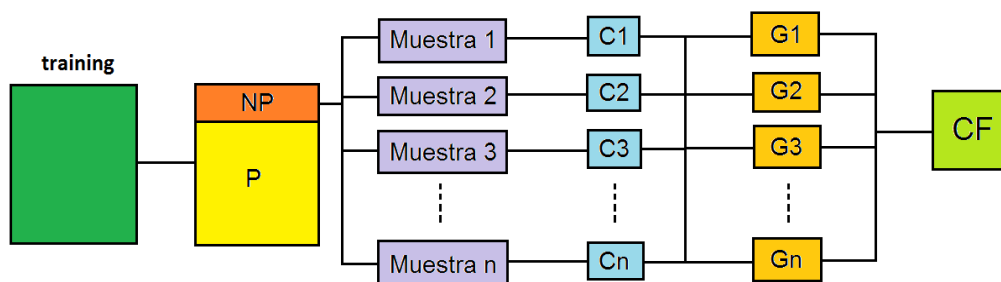 training
NP
P
Muestra 1
Muestra 2
Muestra 3
Muestra n
C1
C2
C3
Cn
G1
G2
G3
Gn
CF